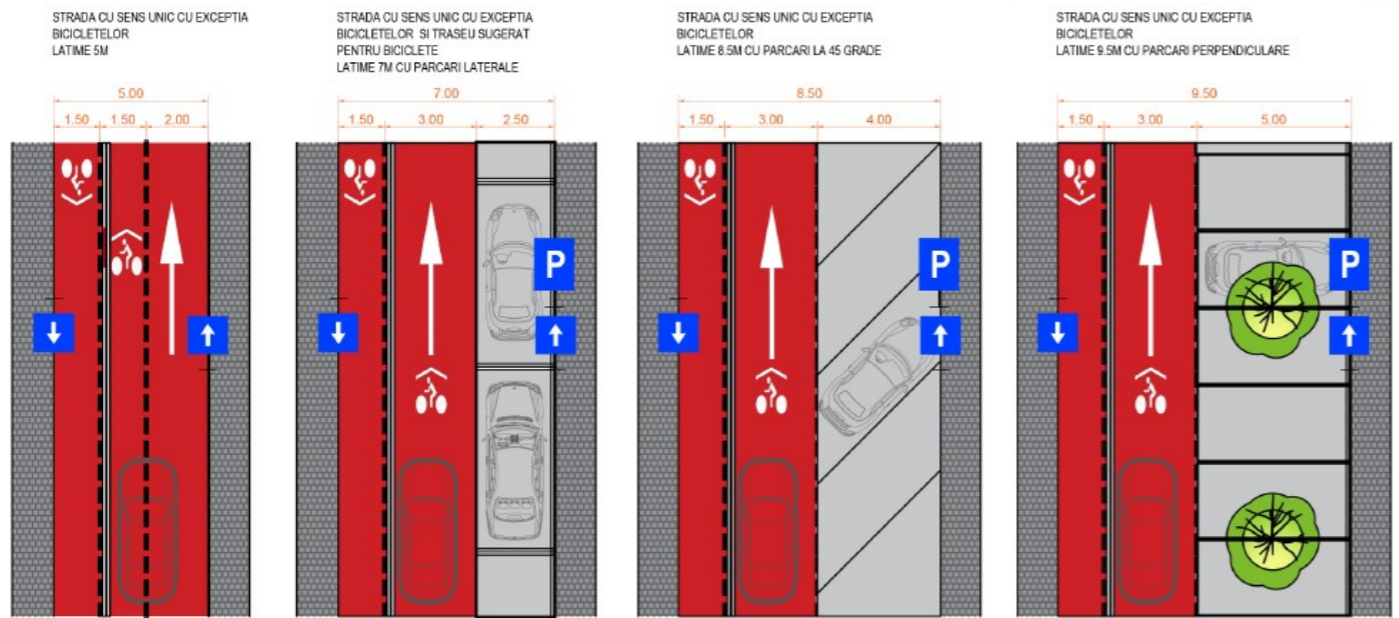 STRADA CU SENS UNIC CU EXCEPTIA
BICICLETELOR
LATIME 5M
5.00
1.50 1.50 2.00
STRADA CU SENS UNIC CU EXCEPTIA
BICICLETELOR SI TRASEU SUGERAT
PENTRU BICICLETE
LATIME 7M CU PARCARI LATERALE
7.00
1.50 3.00 2.50
P
STRADA CU SENS UNIC CU EXCEPTIA
BICICLETELOR
LATIME 8.5M CU PARCARI LA 45 GRADE
8.50
1.50 3.00 4.00
P
STRADA CU SENS UNIC CU EXCEPTIA
BICICLETELOR
LATIME 9.5M CU PARCARI PERPENDICULARE
9.50
1.50 3.00 5.00
P